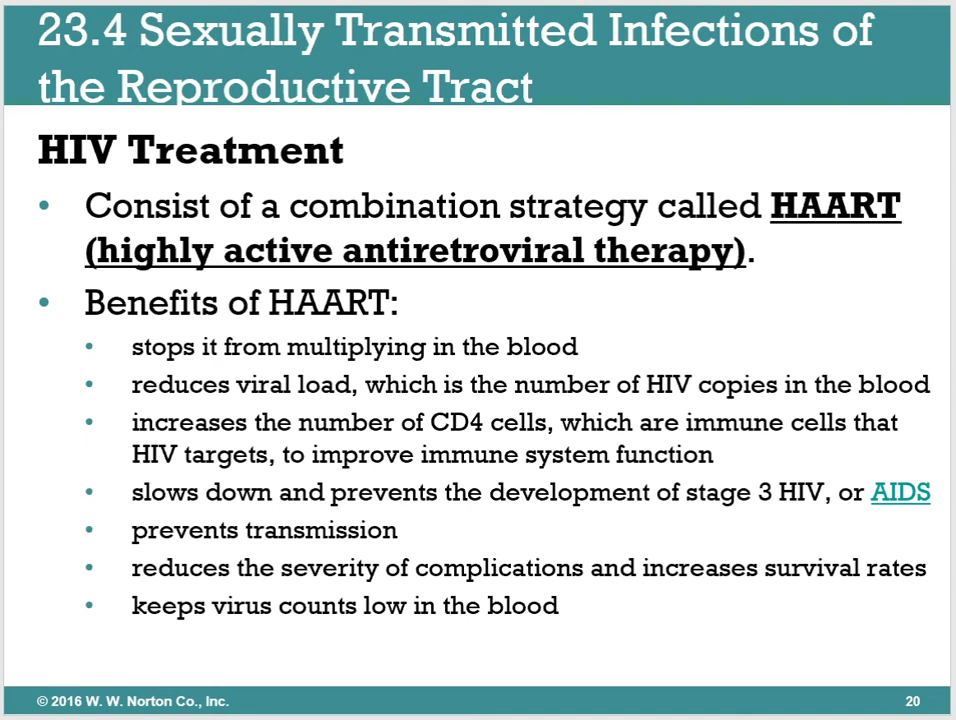 23.4 Sexually Transmitted Infections of
the Reproductive Tract
HIV Treatment
• Consist of a combination strategy called HAART
(highly active antiretroviral therapy).
• Benefits of HAART:
• stops it from multiplying in the blood
• reduces viral load, which is the number of HIV copies in the blood
• increases the number of CD4 cells, which are immune cells that
HIV targets, to improve immune system function
• slows down and prevents the development of stage 3 HIV, or AIDS
• prevents transmission
• reduces the severity of complications and increases survival rates
• keeps virus counts low in the blood
© 2016 W. W. Norton Co., Inc.
20